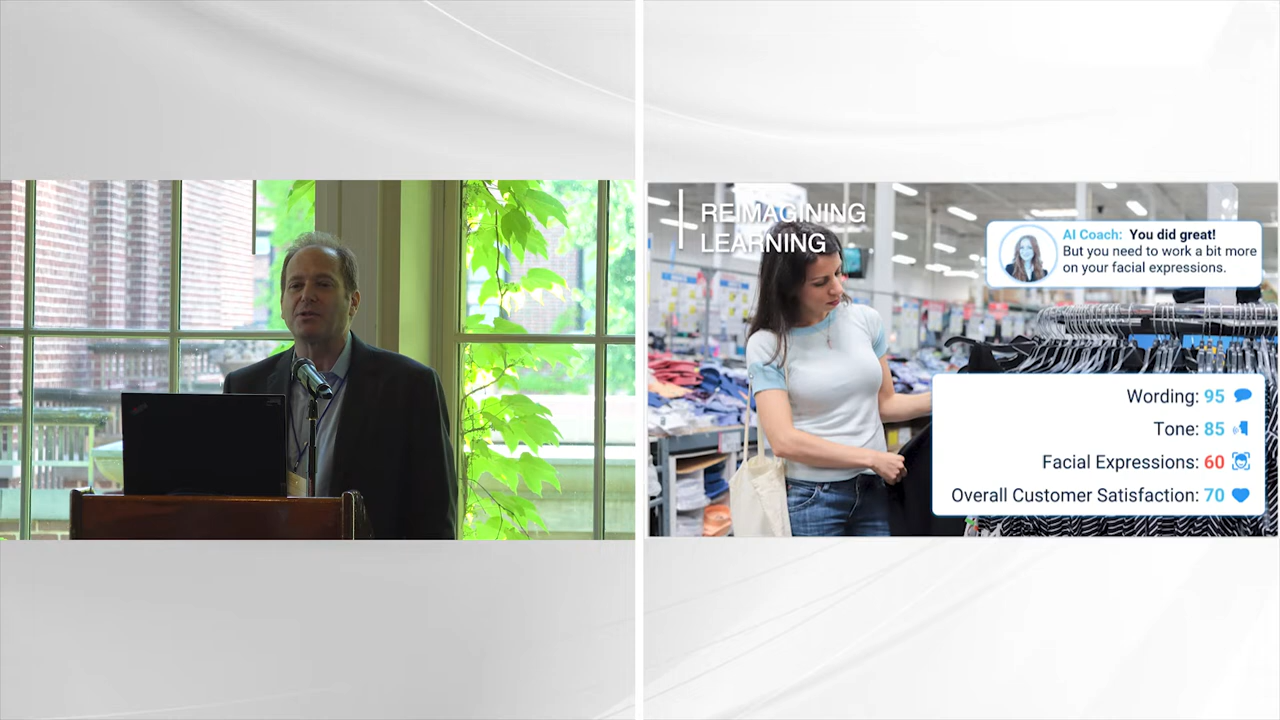 REIMAGINING
LEARNING
AI Coach: You did great!
But you need to work a bit more
on your facial expressions.
Wording: 95
Tone: 85
Facial Expressions: 60
Overall Customer Satisfaction: 70